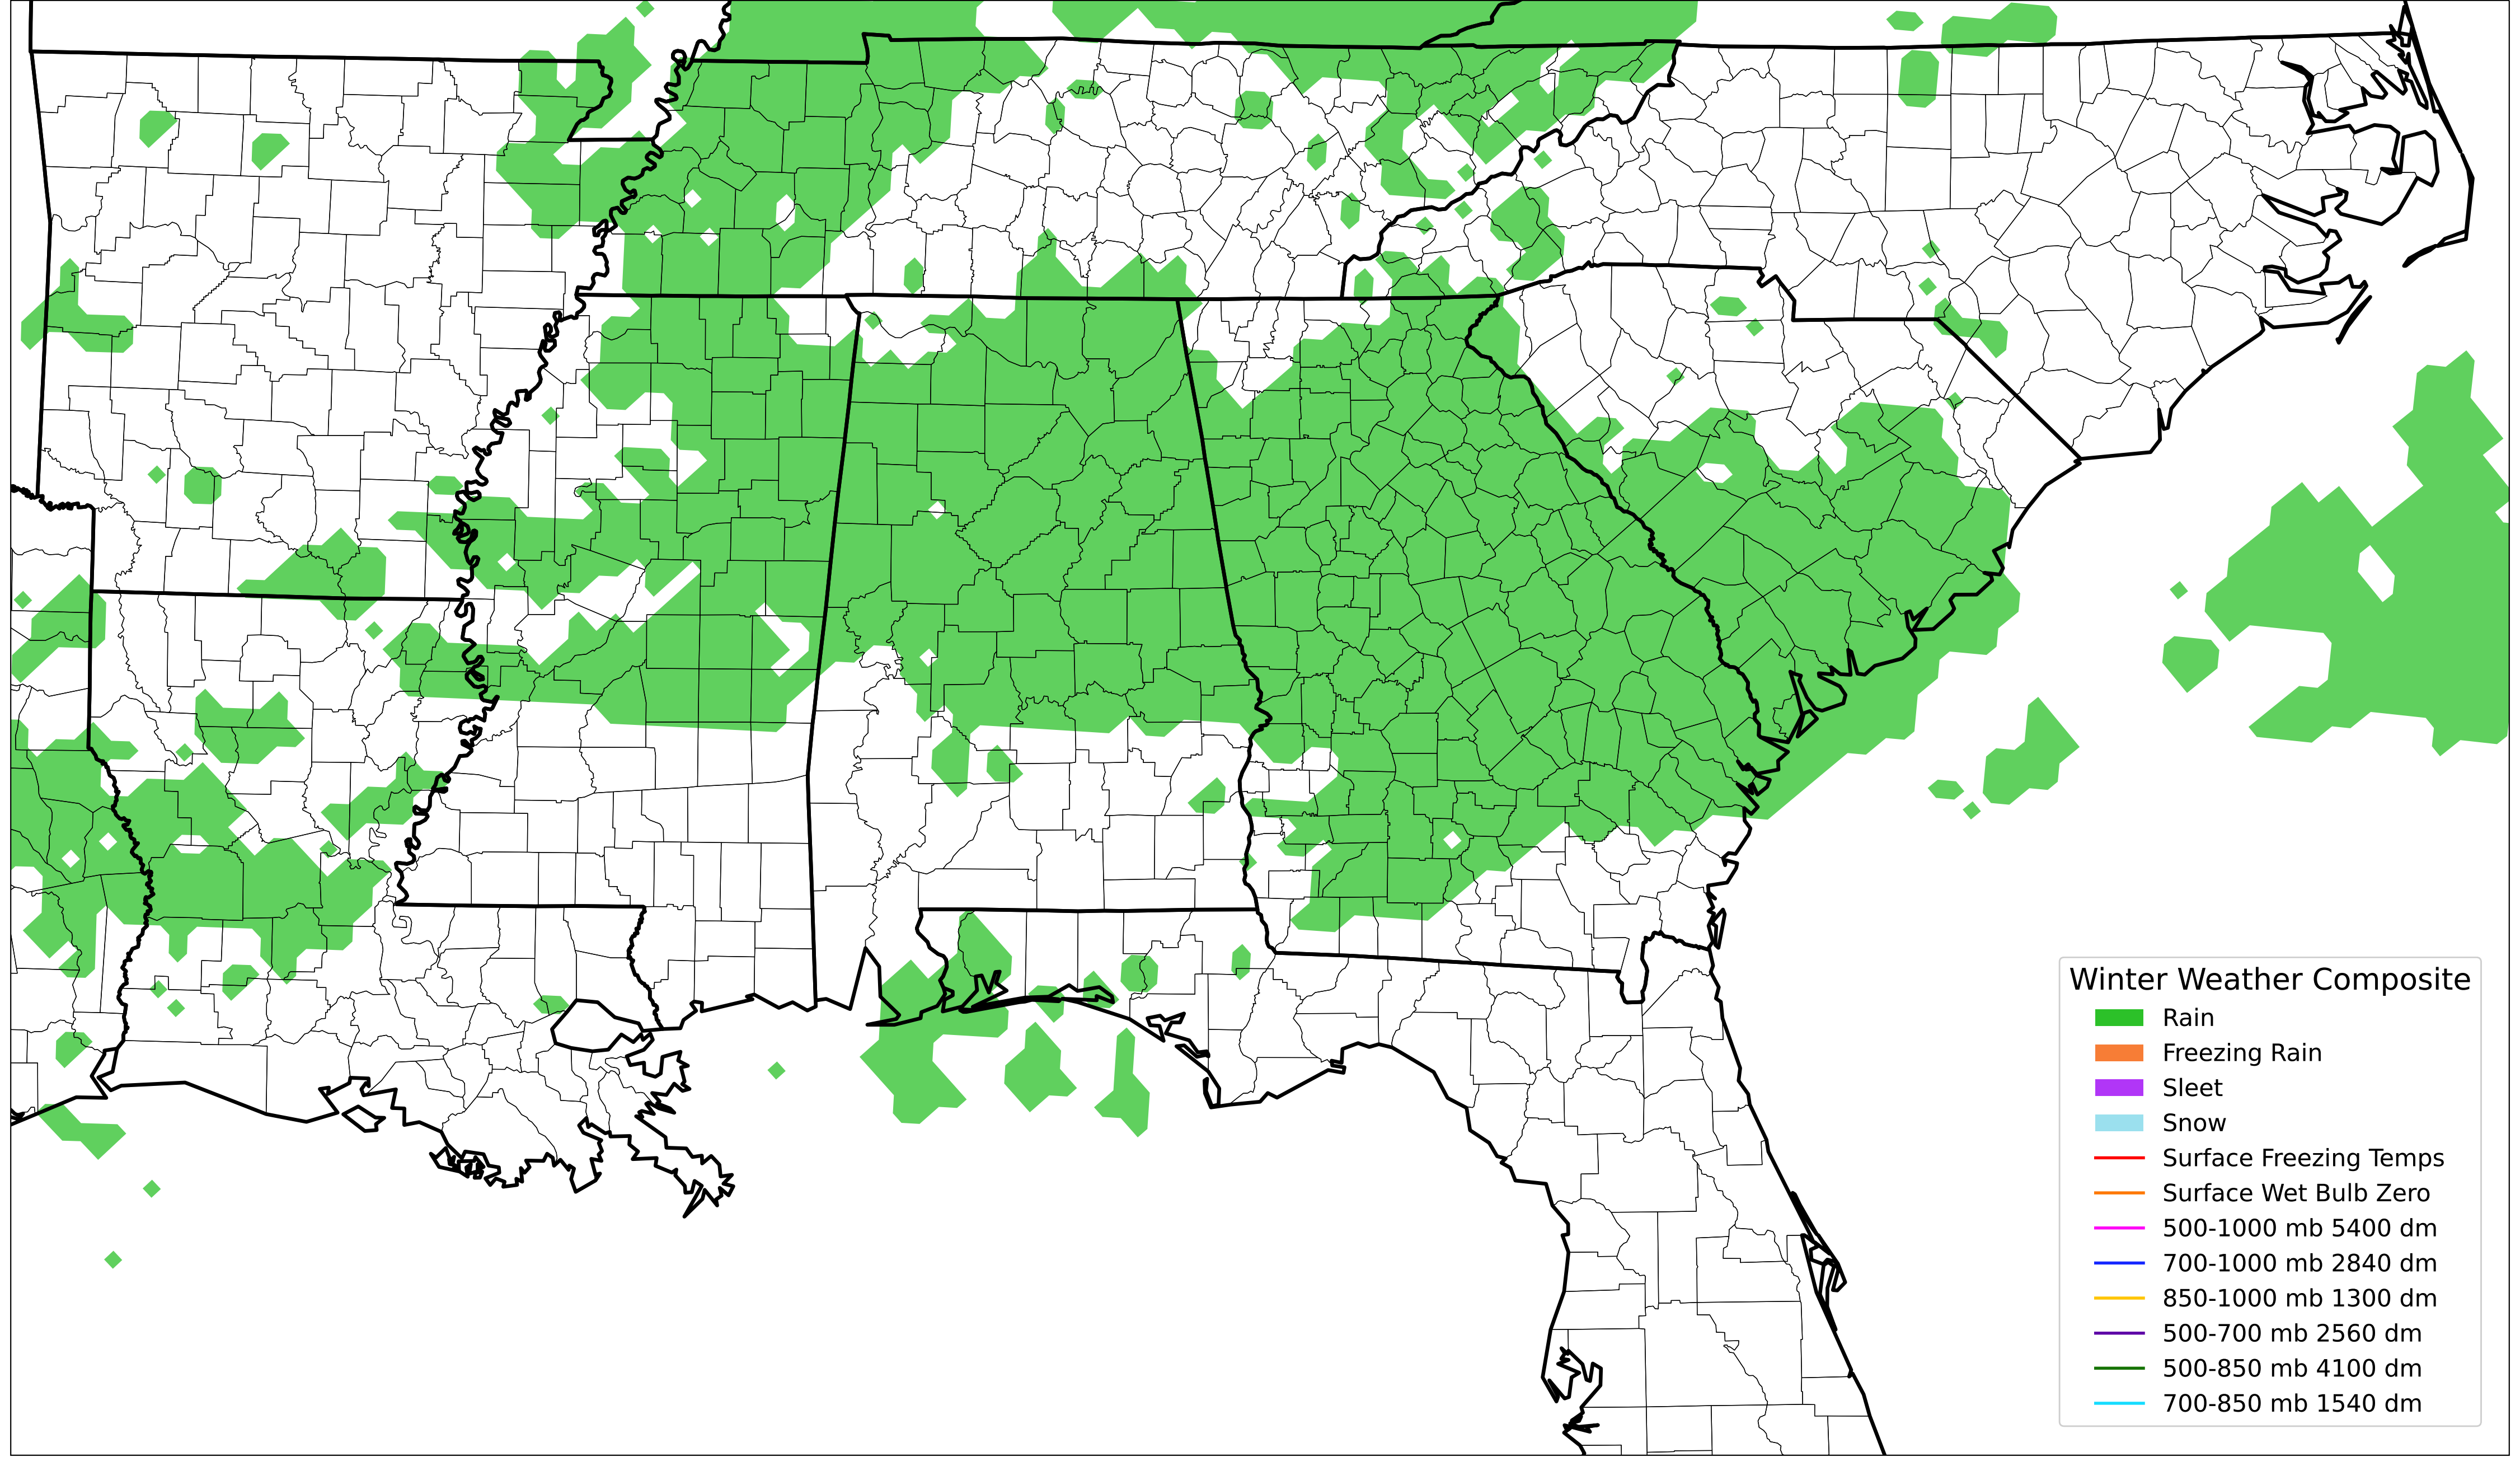 Winter Weather Composite
Rain
Freezing Rain
Sleet
Snow
Surface Freezing Temps
Surface Wet Bulb Zero
500-1000 mb 5400 dm
700-1000 mb 2840 dm
850-1000 mb 1300 dm
500-700 mb 2560 dm
500-850 mb 4100 dm
700-850 mb 1540 dm